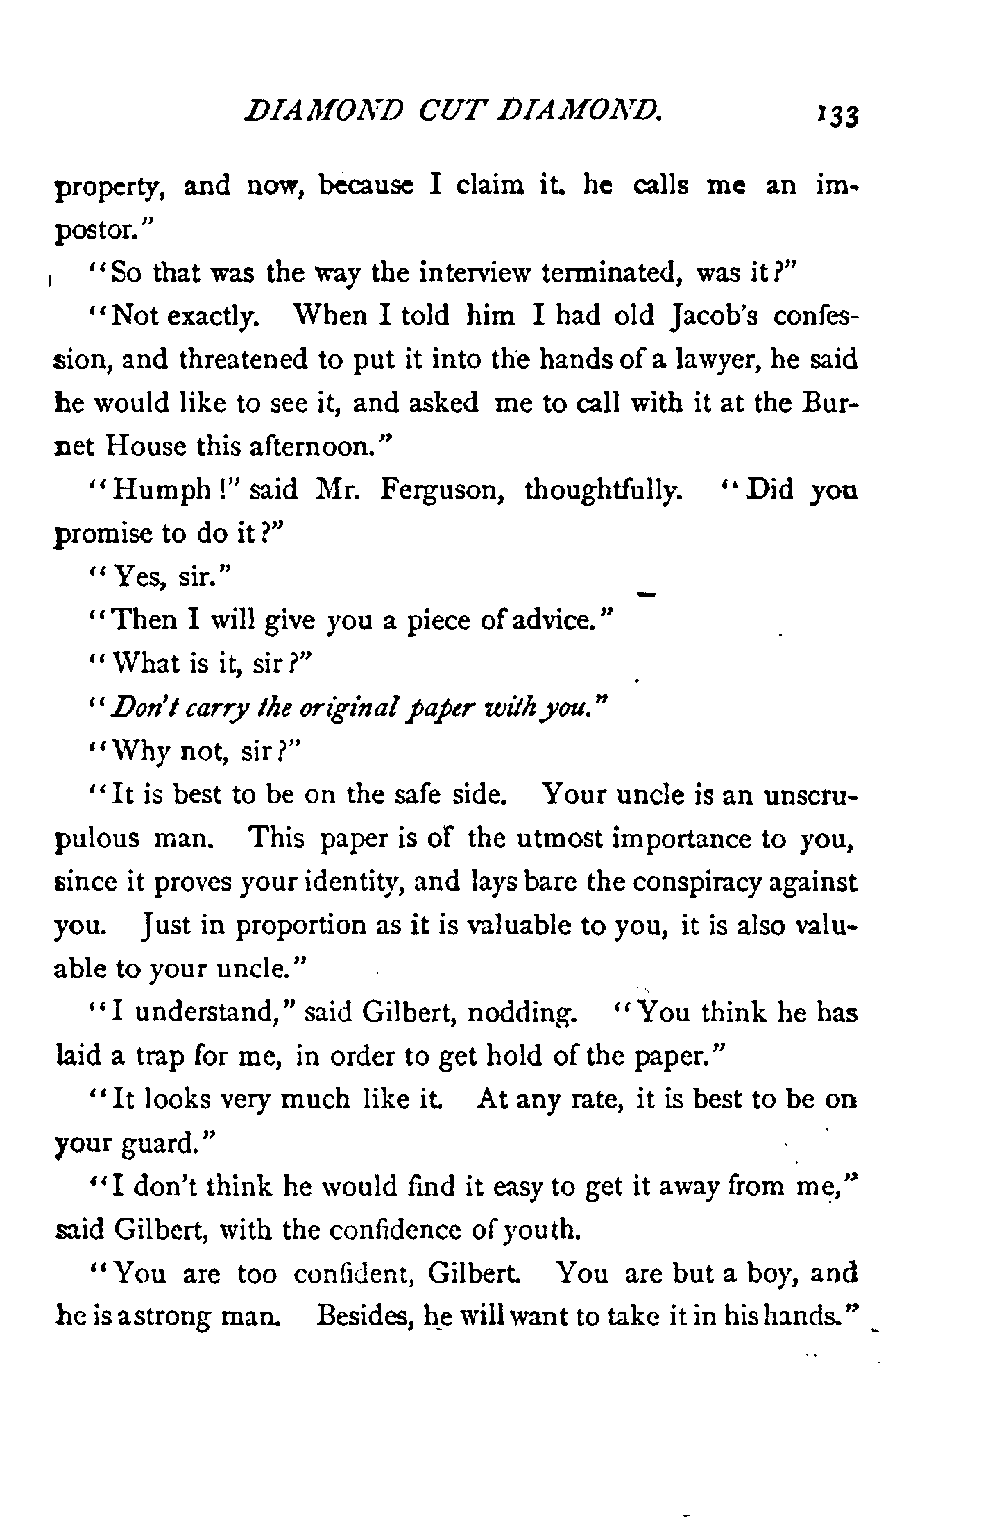 DIAMOND CUT DIAMOND. 133
property, and now, because I claim it. he calls me an im-
postor."
"So that was the way the interview terminated, was it?"
"Not exactly. When I told him I had old Jacob's confes-
sion, and threatened to put it into the hands of a lawyer, he said
he would like to see it, and asked me to call with it at the Bur-
net House this afternoon."
"Humph!" said Mr. Ferguson, thoughtfully. "Did you
promise to do it?"
"Yes, sir."
"Then I will give you a piece of advice."
"What is it, sir?"
"Don't carry the original paper with you."
"Why not, sir?"
"It is best to be on the safe side. Your uncle is an unscru-
pulous man. This paper is of the utmost importance to you,
since it proves your identity, and lays bare the conspiracy against
you. Just in proportion as it is valuable to you, it is also valu-
able to your uncle."
"I understand," said Gilbert, nodding. "You think he has
laid a trap for me, in order to get hold of the paper."
"It looks very much like it. At any rate, it is best to be on
your guard."
"I don't think he would find it easy to get it away from me,"
said Gilbert, with the confidence of youth.
"You are too confident, Gilbert. You are but a boy, and
he is a strong man. Besides, he will want to take it in his hands."